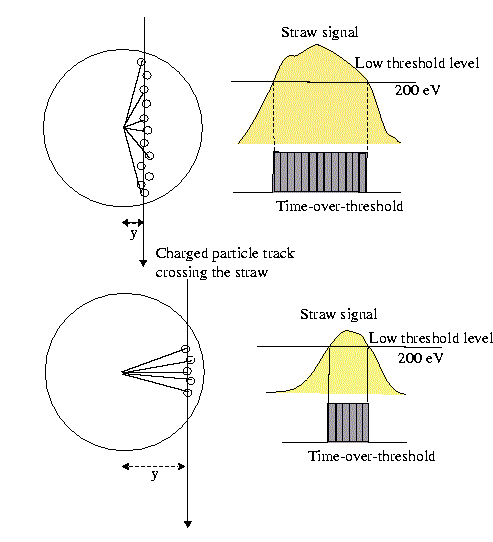 Straw signal
Low threshold level
200 eV
Time-over-threshold
y
Charged particle track
crossing the straw
Straw signal
Low threshold level
200 eV
Time-over-threshold
y